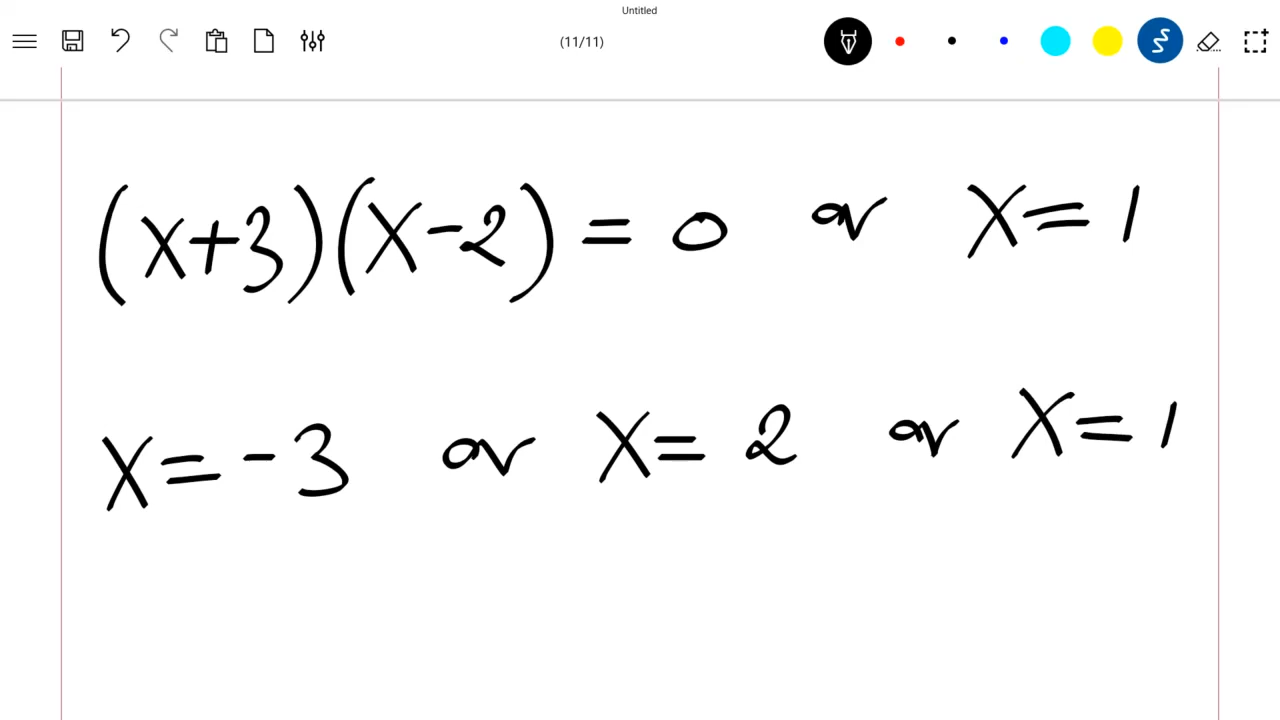 Untitled
(11/11)
(x+3)(x-2) = 0 or x = 1
x = -3 or x = 2 or x = 1